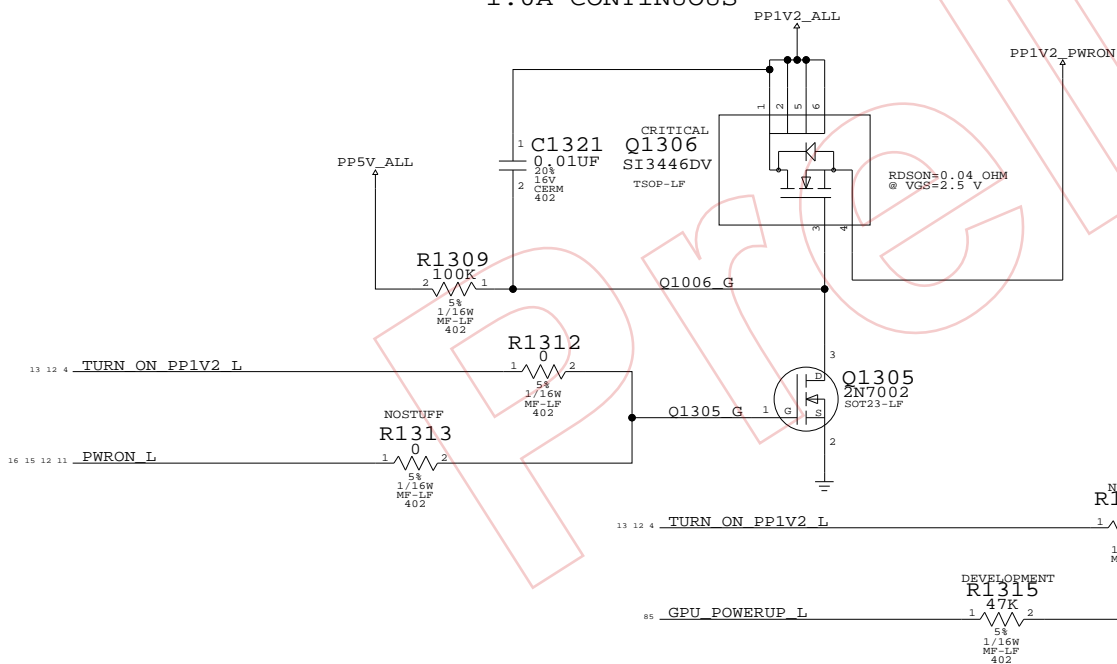 1.0A CONTINUOUS
PP1V2_ALL
PP1V2_PWRON
1 2 5 6
CRITICAL
Q1306
SI3446DV
TSOP-LF
RDSON=0.04 OHM
@ VGS=2.5 V
3 4
1
C1321
0.01UF
20%
16V
CERM
402
2
PP5V_ALL
R1309
100K
2 1
5%
1/16W
MF-LF
402
Q1006_G
R1312
0
1 2
5%
1/16W
MF-LF
402
13 12 4 TURN_ON_PP1V2_L
NOSTUFF
R1313
0
1 2
5%
1/16W
MF-LF
402
16 15 12 11 PWRON_L
Q1305_G
3
D
1 G
S
2
Q1305
2N7002
SOT23-LF
13 12 4 TURN_ON_PP1V2_L
1
85 GPU_POWERUP_L
DEVELOPMENT
R1315
47K
1 2
5%
1/16W
MF-LF
402